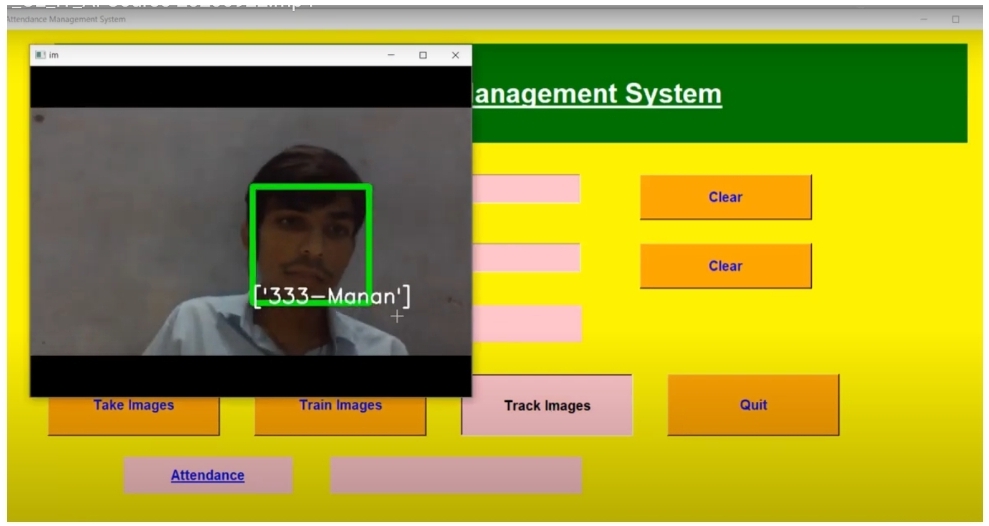 Attendance Management System
im
anagement System
Clear
Clear
['333-Manan']
Take Images
Train Images
Track Images
Quit
Attendance